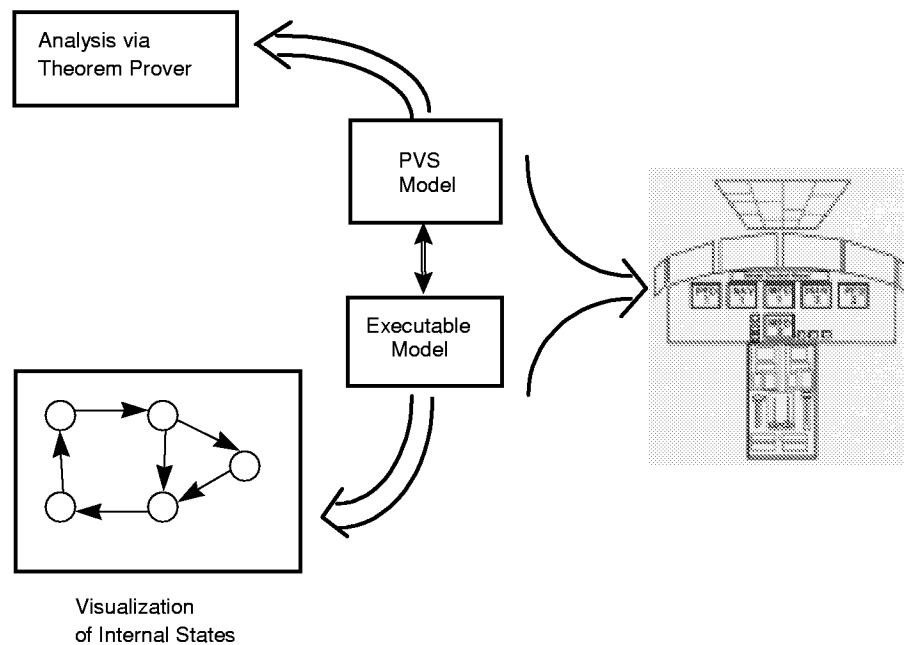 Analysis via
Theorem Prover
PVS
Model
Executable
Model
Visualization
of Internal States